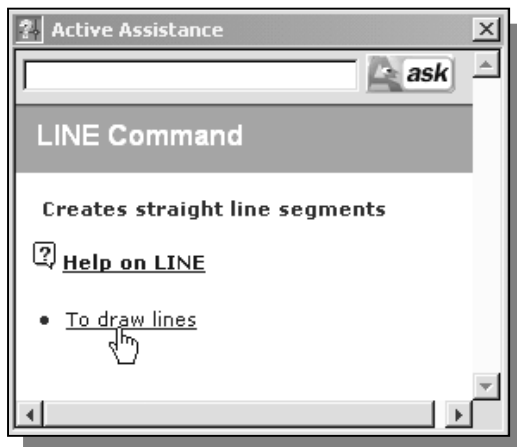 Active Assistance
ask
LINE Command
Creates straight line segments
Help on LINE
To draw lines